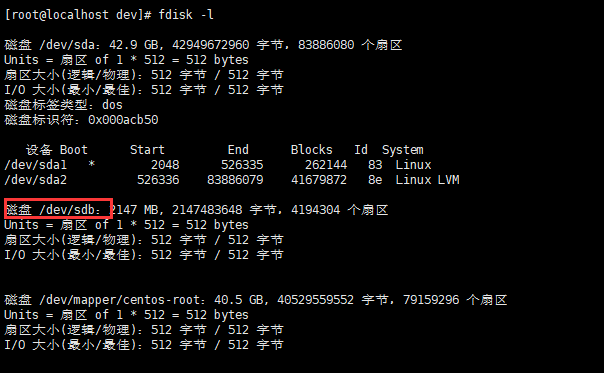 [root@localhost dev]# fdisk -l
磁盘 /dev/sda：42.9 GB, 42949672960 字节，83886080 个扇区
Units = 扇区 of 1 * 512 = 512 bytes
扇区大小(逻辑/物理)：512 字节 / 512 字节
I/O 大小(最小/最佳)：512 字节 / 512 字节
磁盘标签类型：dos
磁盘标识符：0x000acb50
设备 Boot Start End Blocks Id System
/dev/sda1 * 2048 526335 262144 83 Linux
/dev/sda2 526336 83886079 41679872 8e Linux LVM
磁盘 /dev/sdb：2147 MB, 2147483648 字节，4194304 个扇区
Units = 扇区 of 1 * 512 = 512 bytes
扇区大小(逻辑/物理)：512 字节 / 512 字节
I/O 大小(最小/最佳)：512 字节 / 512 字节
磁盘 /dev/mapper/centos-root：40.5 GB, 40529559552 字节，79159296 个扇区
Units = 扇区 of 1 * 512 = 512 bytes
扇区大小(逻辑/物理)：512 字节 / 512 字节
I/O 大小(最小/最佳)：512 字节 / 512 字节